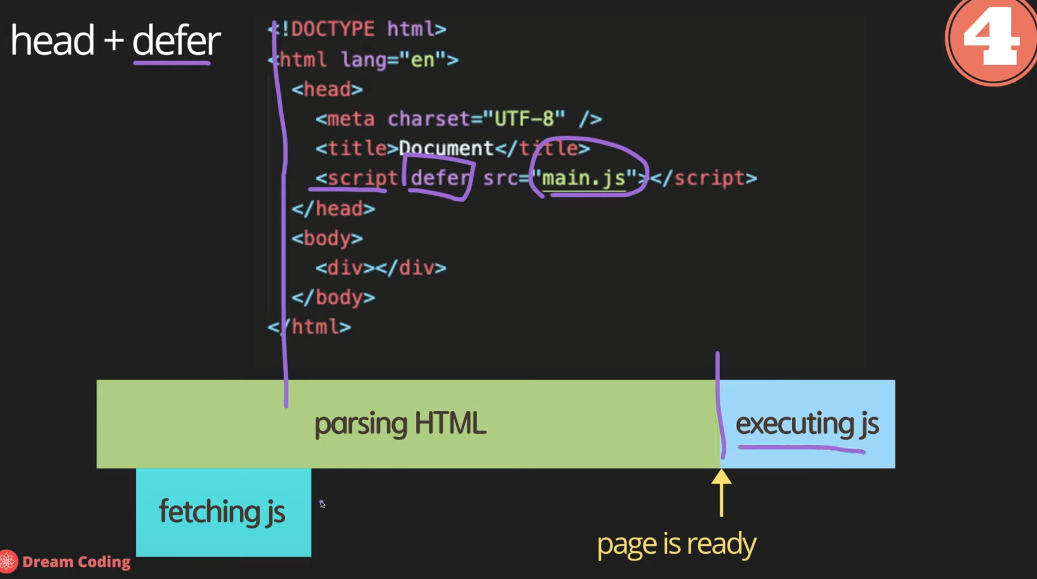 head + defer
4
<!DOCTYPE html>
<html lang="en">
<head>
<meta charset="UTF-8" />
<title>Document</title>
<script defer src="main.js"></script>
</head>
<body>
<div></div>
</body>
</html>
parsing HTML
executing js
fetching js
page is ready
Dream Coding